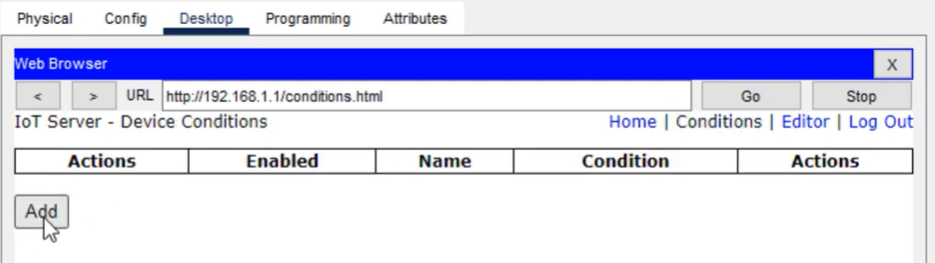 Physical Config Desktop Programming Attributes
Web Browser X
< > URL http://192.168.1.1/conditions.html Go Stop
IoT Server - Device Conditions Home | Conditions | Editor | Log Out
Actions Enabled Name Condition Actions
Add